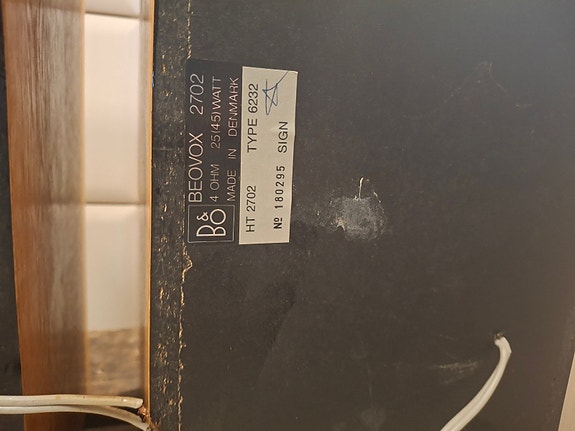 B&O
BEOVOX 2702
4 OHM 25(45)WATT
MADE IN DENMARK
HT 2702 TYPE 6232
Nº 180295 SIGN